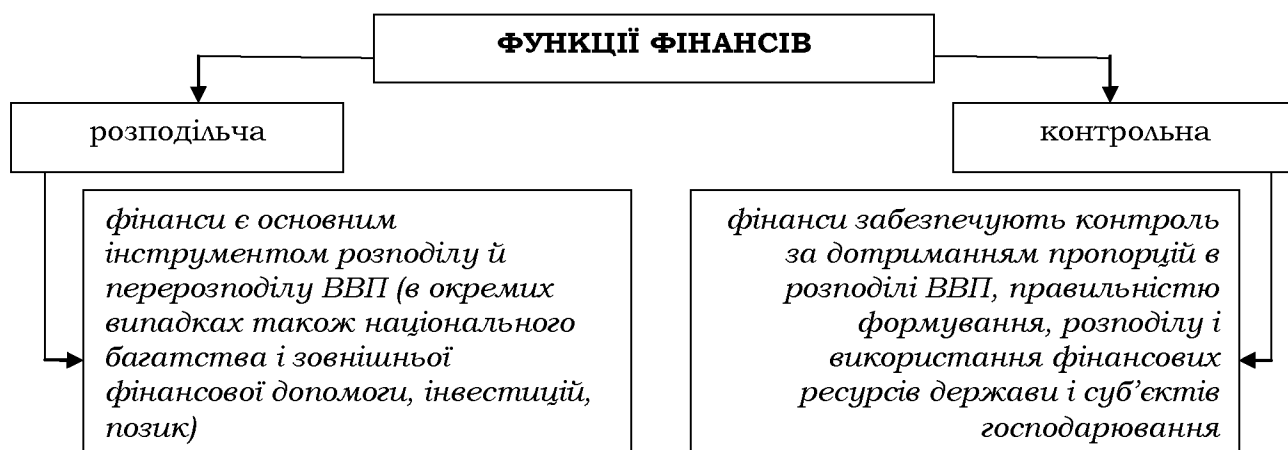 ФУНКЦІЇ ФІНАНСІВ
розподільча
контрольна
фінанси є основним
інструментом розподілу й
перерозподілу ВВП (в окремих
випадках також національного
багатства і зовнішньої
фінансової допомоги, інвестицій,
позик)
фінанси забезпечують контроль
за дотриманням пропорцій в
розподілі ВВП, правильністю
формування, розподілу і
використання фінансових
ресурсів держави і суб’єктів
господарювання